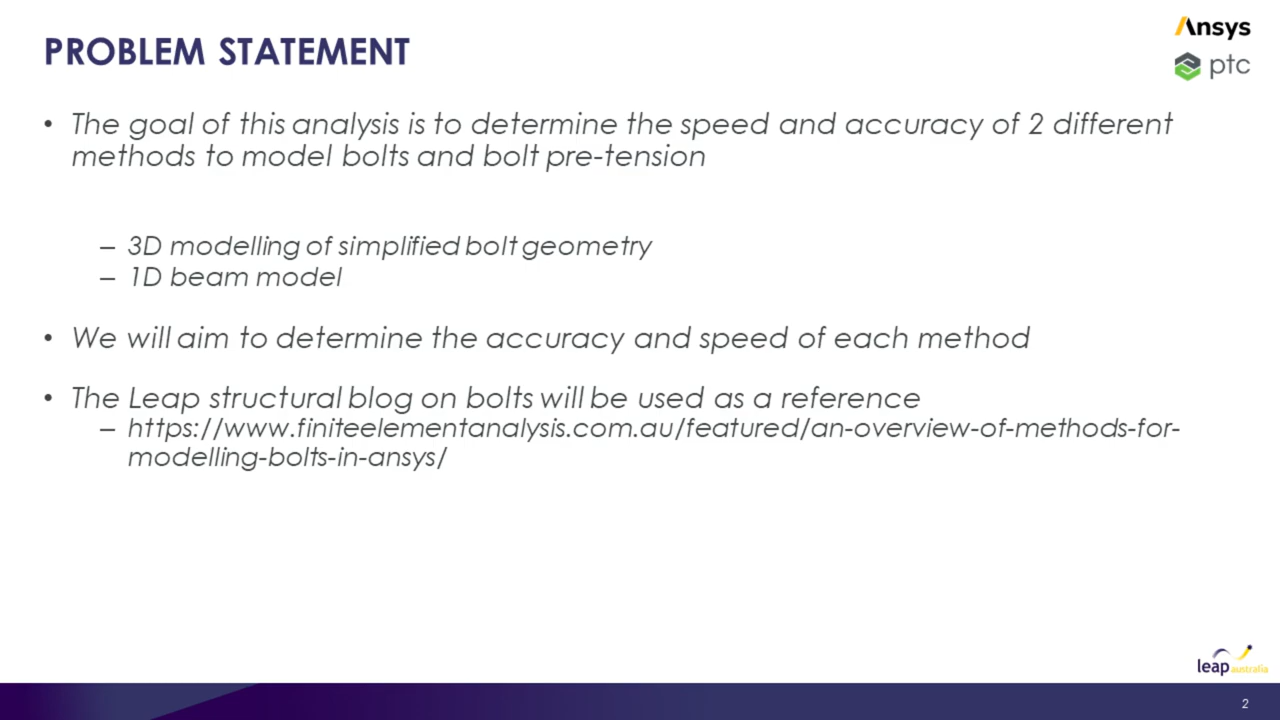 PROBLEM STATEMENT
Ansys
ptc
• The goal of this analysis is to determine the speed and accuracy of 2 different
methods to model bolts and bolt pre-tension
– 3D modelling of simplified bolt geometry
– 1D beam model
• We will aim to determine the accuracy and speed of each method
• The Leap structural blog on bolts will be used as a reference
– https://www.finiteelementanalysis.com.au/featured/an-overview-of-methods-for-
modelling-bolts-in-ansys/
leap australia
2